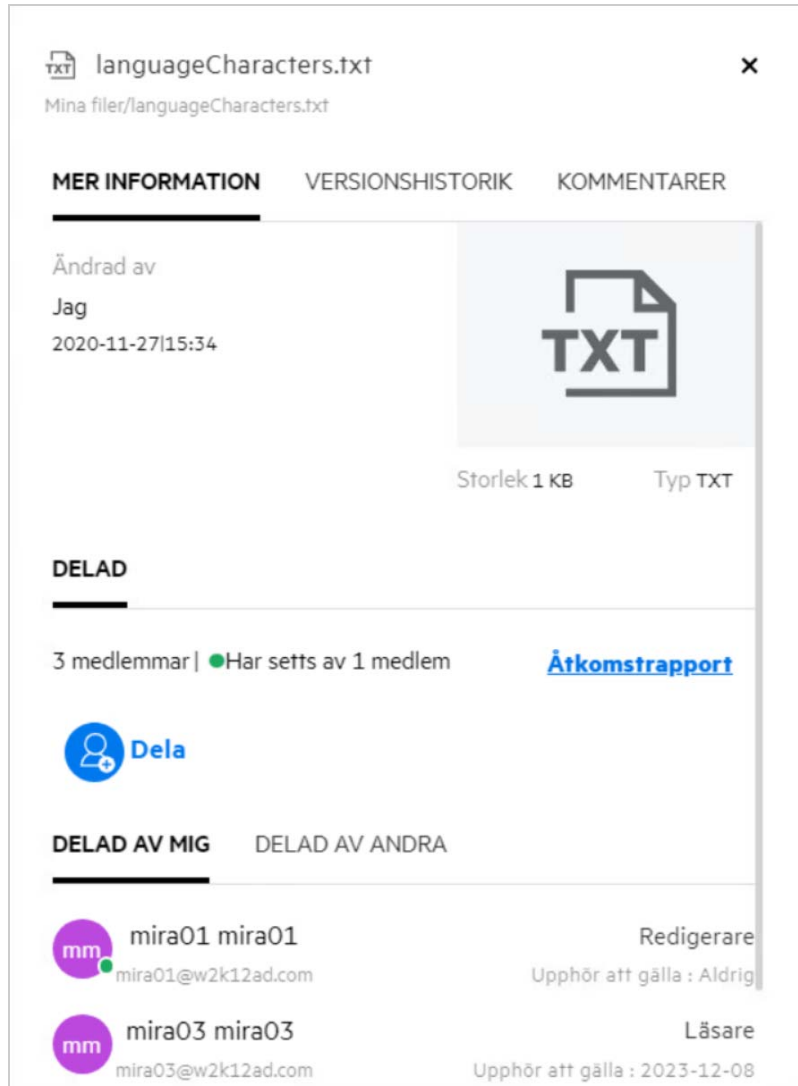 TXT languageCharacters.txt ×
Mina filer/languageCharacters.txt
MER INFORMATION VERSIONSHISTORIK KOMMENTARER
Ändrad av
Jag
2020-11-27|15:34
TXT
Storlek 1 KB Typ TXT
DELAD
3 medlemmar| Har setts av 1 medlem Åtkomstrapport
Dela
DELAD AV MIG DELAD AV ANDRA
mm mira01 mira01 Redigerare
mira01@w2k12ad.com Upphör att gälla : Aldrig
mm mira03 mira03 Läsare
mira03@w2k12ad.com Upphör att gälla : 2023-12-08